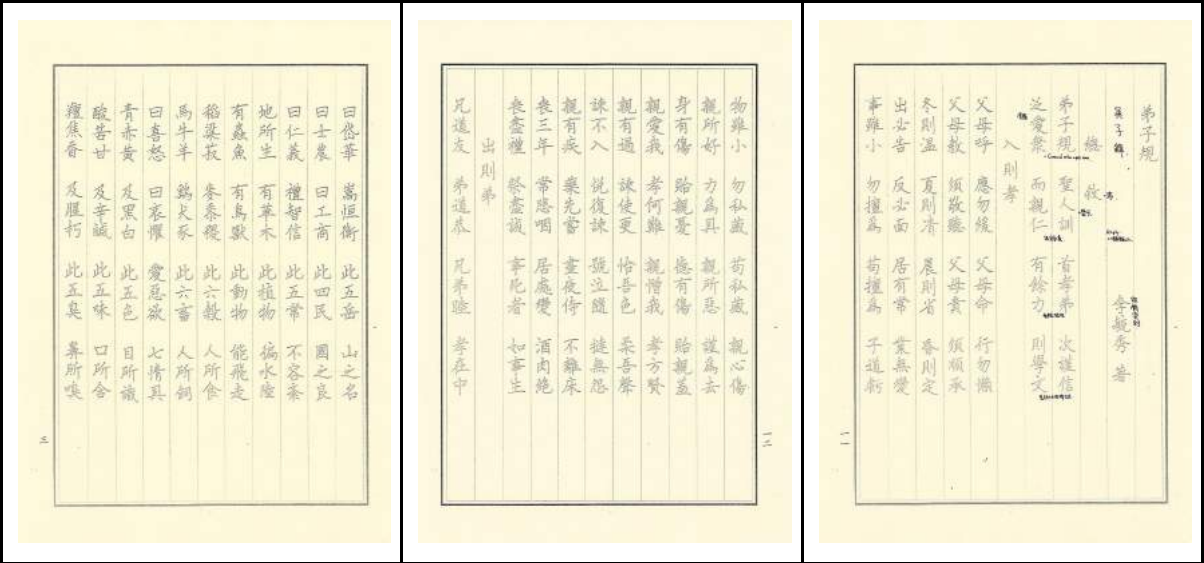 弟子規
李毓秀 著
總敘
弟子規 聖人訓 首孝弟 次謹信
泛愛眾 而親仁 有餘力 則學文
入則孝
父母呼 應勿緩 父母命 行勿懶
父母教 須敬聽 父母責 須順承
冬則溫 夏則凊 晨則省 昏則定
出必告 反必面 居有常 業無變
事雖小 勿擅為 苟擅為 子道虧
一一
物雖小 勿私藏 苟私藏 親心傷
親所好 力為具 親所惡 謹為去
身有傷 貽親憂 德有傷 貽親羞
親愛我 孝何難 親憎我 孝方賢
親有過 諫使更 怡吾色 柔吾聲
諫不入 悅復諫 號泣隨 撻無怨
親有疾 藥先嘗 晝夜侍 不離床
喪三年 常悲咽 居處變 酒肉絕
喪盡禮 祭盡誠 事死者 如事生
出則弟
兄道友 弟道恭 兄弟睦 孝在中
一二
曰岱華 嵩恒衡 此五岳 山之名
曰士農 曰工商 此四民 國之良
曰仁義 禮智信 此五常 不容紊
地所生 有草木 此植物 徧水陸
有蟲魚 有鳥獸 此動物 能飛走
稻粱菽 麥黍稷 此六穀 人所食
馬牛羊 雞犬豕 此六畜 人所飼
曰喜怒 曰哀懼 愛惡欲 七情具
青赤黃 及黑白 此五色 目所識
酸苦甘 及辛鹹 此五味 口所含
羶焦香 及腥朽 此五臭 鼻所嗅
三